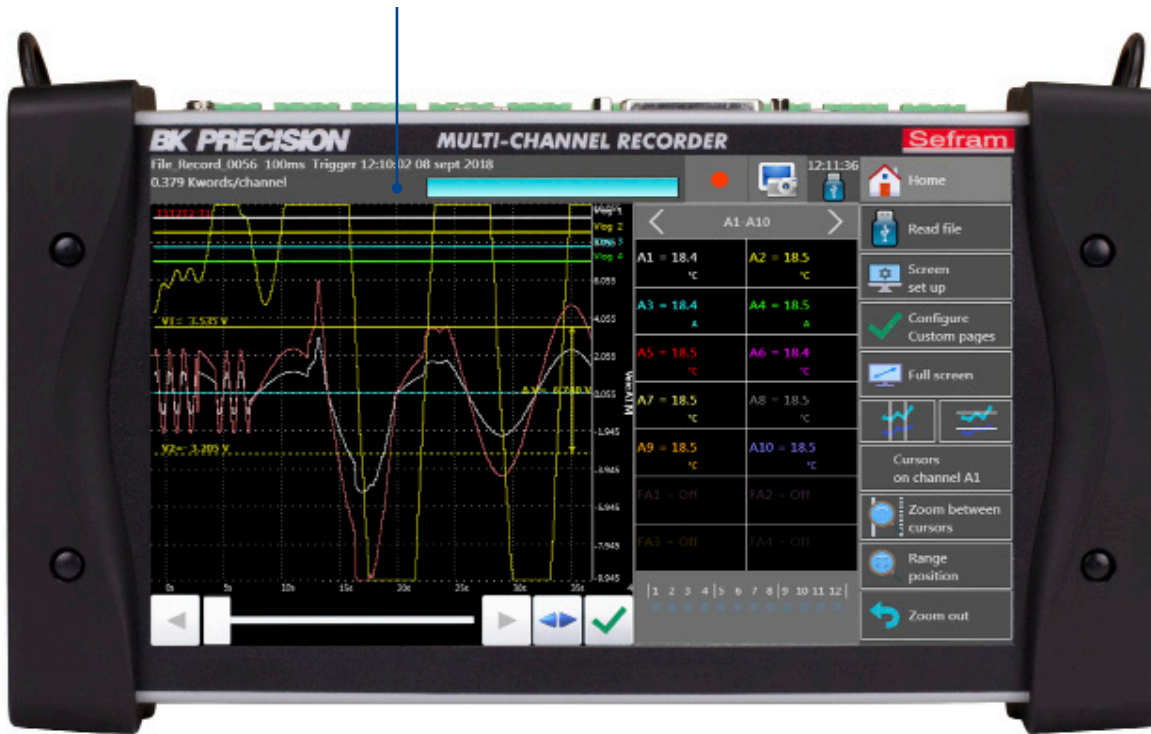 BK PRECISION
MULTI-CHANNEL RECORDER
Sefram
File_Record_0056 100ms Trigger 12:10:02 08 sept 2018
0.379 Kwords/channel
12:11:36
Home
Read file
Screen
set up
Configure
Custom pages
Full screen
Cursors
on channel A1
Zoom between
cursors
Range
position
Zoom out
A1-A10
A1 = 18.4
°C
A2 = 18.5
°C
A3 = 18.4
A
A4 = 18.5
A
A5 = 18.5
°C
A6 = 18.4
°C
A7 = 18.5
°C
A8 = 18.5
°C
A9 = 18.5
°C
A10 = 18.5
°C
FA1 = Off
FA2 = Off
FA3 = Off
FA4 = Off
1 2 3 4 5 6 7 8 9 10 11 12
Vog 2
Vog 4
6.055
4.055
2.055
0.055
-1.945
-3.945
-7.945
-9.945
V1= 3.535 V
V2= -3.205 V
0s 5s 10s 15s 20s 25s 30s 35s